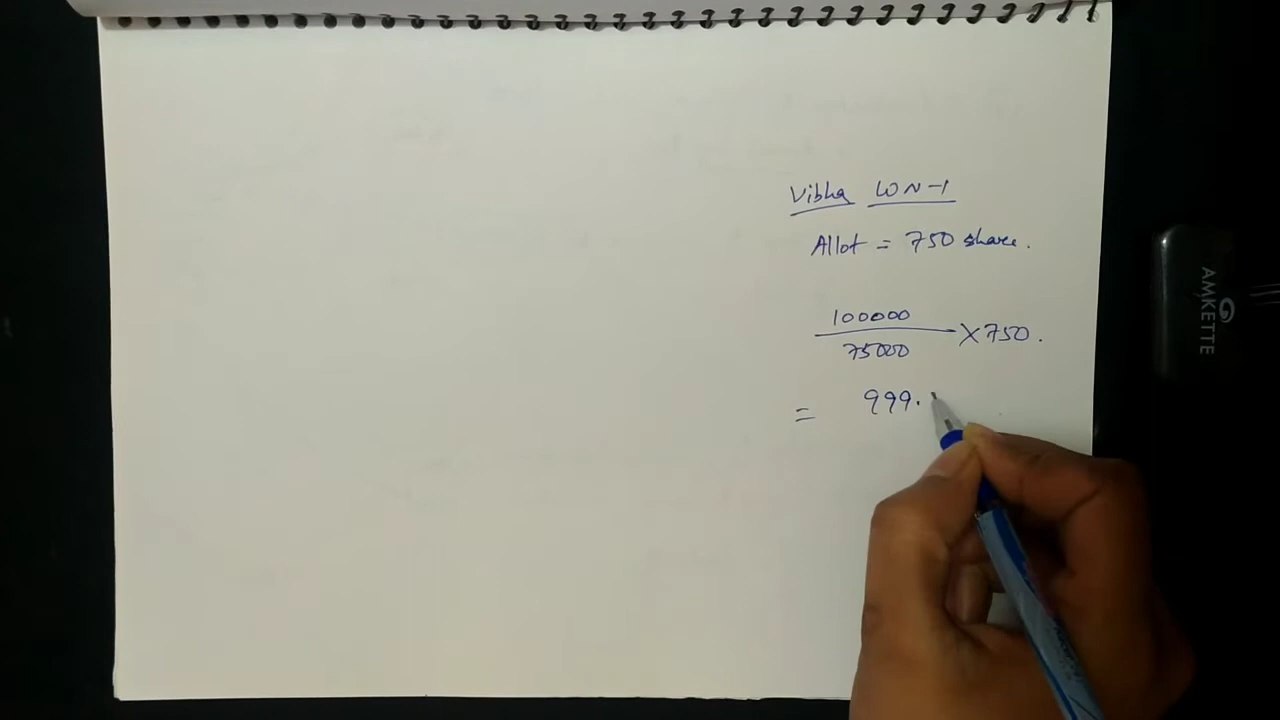 Vibha WN-1
Allot = 750 share.
100000
75000
X 750.
= 999.
AMKETTE